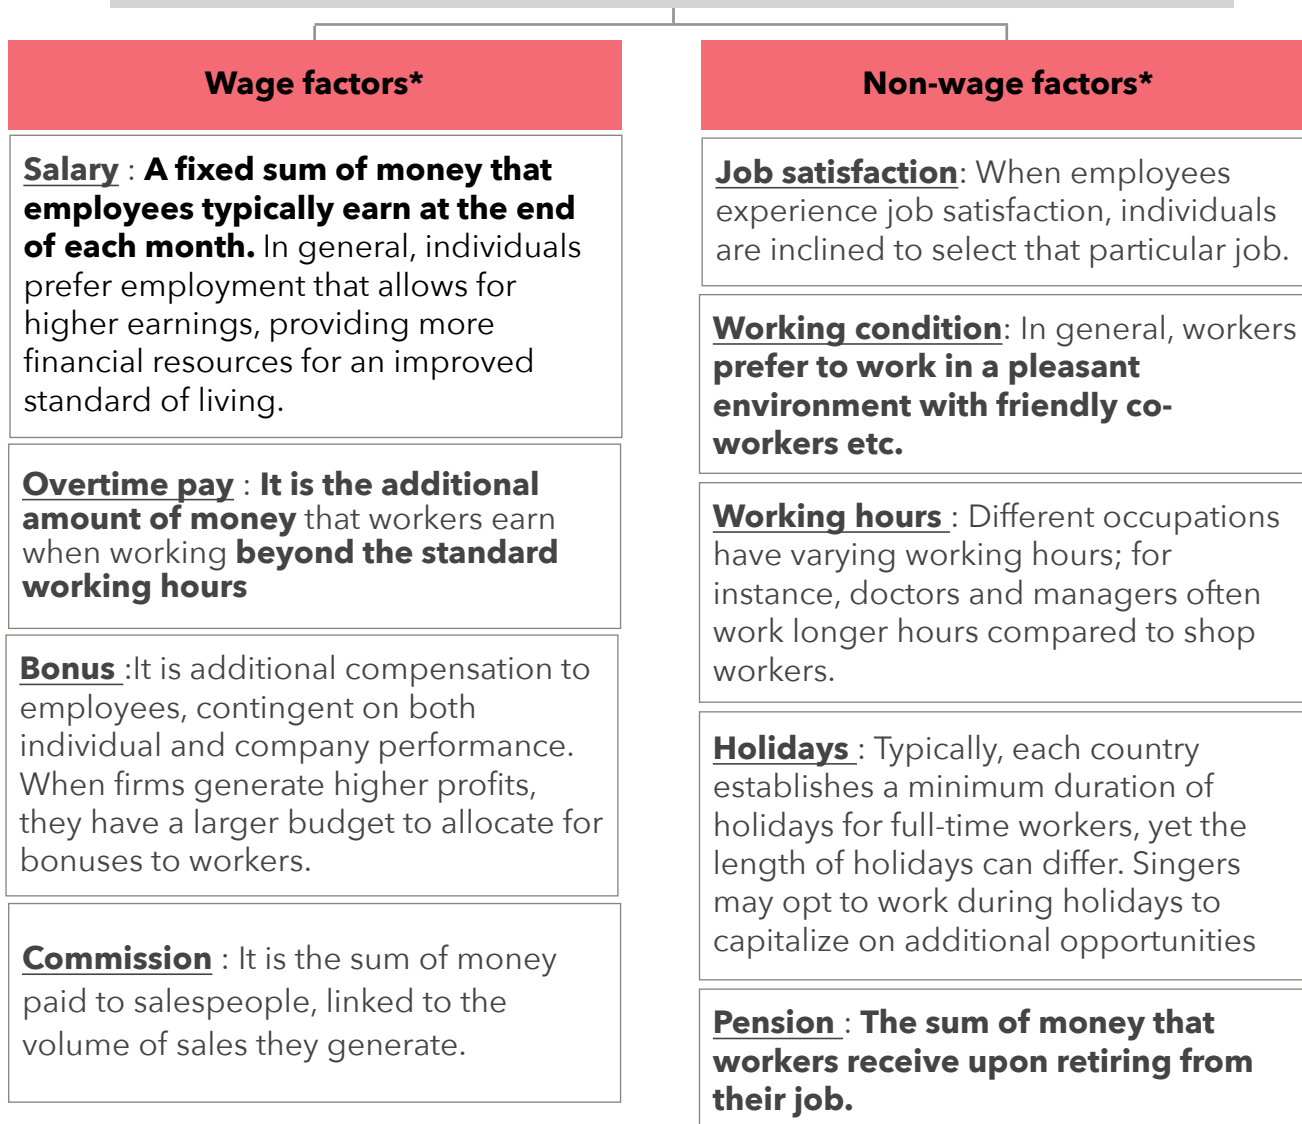 Wage factors*
Salary : A fixed sum of money that
employees typically earn at the end
of each month. In general, individuals
prefer employment that allows for
higher earnings, providing more
financial resources for an improved
standard of living.
Overtime pay : It is the additional
amount of money that workers earn
when working beyond the standard
working hours
Bonus :It is additional compensation to
employees, contingent on both
individual and company performance.
When firms generate higher profits,
they have a larger budget to allocate for
bonuses to workers.
Commission : It is the sum of money
paid to salespeople, linked to the
volume of sales they generate.
Non-wage factors*
Job satisfaction: When employees
experience job satisfaction, individuals
are inclined to select that particular job.
Working condition: In general, workers
prefer to work in a pleasant
environment with friendly co-
workers etc.
Working hours : Different occupations
have varying working hours; for
instance, doctors and managers often
work longer hours compared to shop
workers.
Holidays : Typically, each country
establishes a minimum duration of
holidays for full-time workers, yet the
length of holidays can differ. Singers
may opt to work during holidays to
capitalize on additional opportunities
Pension : The sum of money that
workers receive upon retiring from
their job.